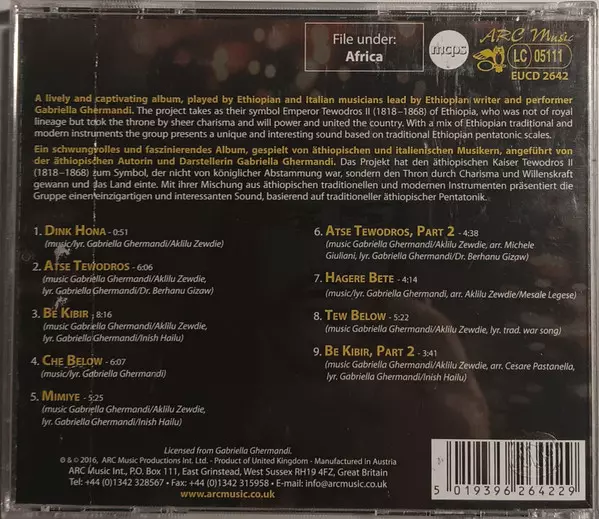 File under:
Africa
mcps
ARC Music
LC 05111
EUCD 2642
A lively and captivating album, played by Ethiopian and Italian musicians lead by Ethiopian writer and performer
Gabriella Ghermandi. The project takes as their symbol Emperor Tewodros II (1818–1868) of Ethiopia, who was not of royal
lineage but took the throne by sheer charisma and will power and united the country. With a mix of Ethiopian traditional and
modern instruments the group presents a unique and interesting sound based on traditional Ethiopian pentatonic scales.
Ein schwungvolles und faszinierendes Album, gespielt von äthiopischen und italienischen Musikern, angeführt von
der äthiopischen Autorin und Darstellerin Gabriella Ghermandi. Das Projekt hat den äthiopischen Kaiser Tewodros II
(1818–1868) zum Symbol, der nicht von königlicher Abstammung war, sondern den Thron durch Charisma und Willenskraft
gewann und das Land einte. Mit ihrer Mischung aus äthiopischen traditionellen und modernen Instrumenten präsentiert die
Gruppe einen einzigartigen und interessanten Sound, basierend auf traditioneller äthiopischer Pentatonik.
1. DINK HONA - 0:51
(music/lyr. Gabriella Ghermandi/Aklilu Zewdie)
2. ATSE TEWODROS - 6:06
(music Gabriella Ghermandi/Aklilu Zewdie,
lyr. Gabriella Ghermandi/Dr. Berhanu Gizaw)
3. BE KIBIR - 8:16
(music Gabriella Ghermandi/Aklilu Zewdie,
lyr. Gabriella Ghermandi/Inish Hailu)
4. CHE BELOW - 6:07
(music/lyr. Gabriella Ghermandi)
5. MIMIYE - 5:25
(music Gabriella Ghermandi/Aklilu Zewdie,
lyr. Gabriella Ghermandi)
6. ATSE TEWODROS, PART 2 - 4:38
(music Gabriella Ghermandi/Aklilu Zewdie, arr. Michele
Giuliani, lyr. Gabriella Ghermandi/Dr. Berhanu Gizaw)
7. HAGERE BETE - 4:14
(music/lyr. Gabriella Ghermandi, arr. Aklilu Zewdie/Mesale Legese)
8. TEW BELOW - 5:22
(music Gabriella Ghermandi/Aklilu Zewdie, lyr. trad. war song)
9. BE KIBIR, PART 2 - 3:41
(music Gabriella Ghermandi/Aklilu Zewdie, arr. Cesare Pastanella,
lyr. Gabriella Ghermandi/Inish Hailu)
Licensed from Gabriella Ghermandi.
℗ & © 2016, ARC Music Productions Int. Ltd. - Product of United Kingdom - Manufactured in Austria
ARC Music Int., P.O. Box 111, East Grinstead, West Sussex RH19 4FZ, Great Britain
Tel: +44 (0)1342 328567 • Fax: +44 (0)1342 315958 • E-mail: info@arcmusic.co.uk
www.arcmusic.co.uk
5 019396 264229